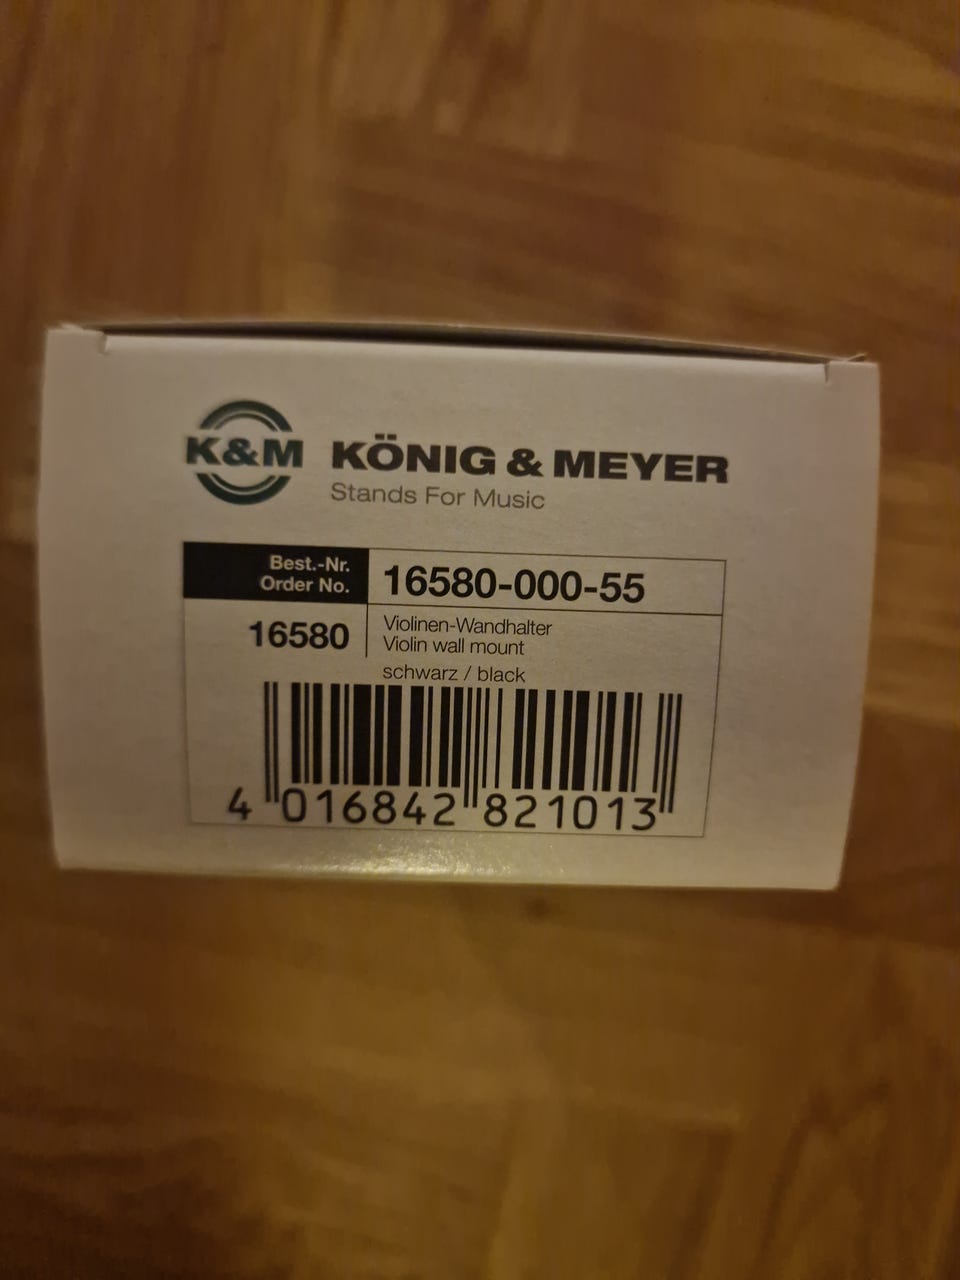 K&M
KÖNIG & MEYER
Stands For Music
Best.-Nr.
Order No.
16580-000-55
16580
Violinen-Wandhalter
Violin wall mount
schwarz / black
4 016842 821013